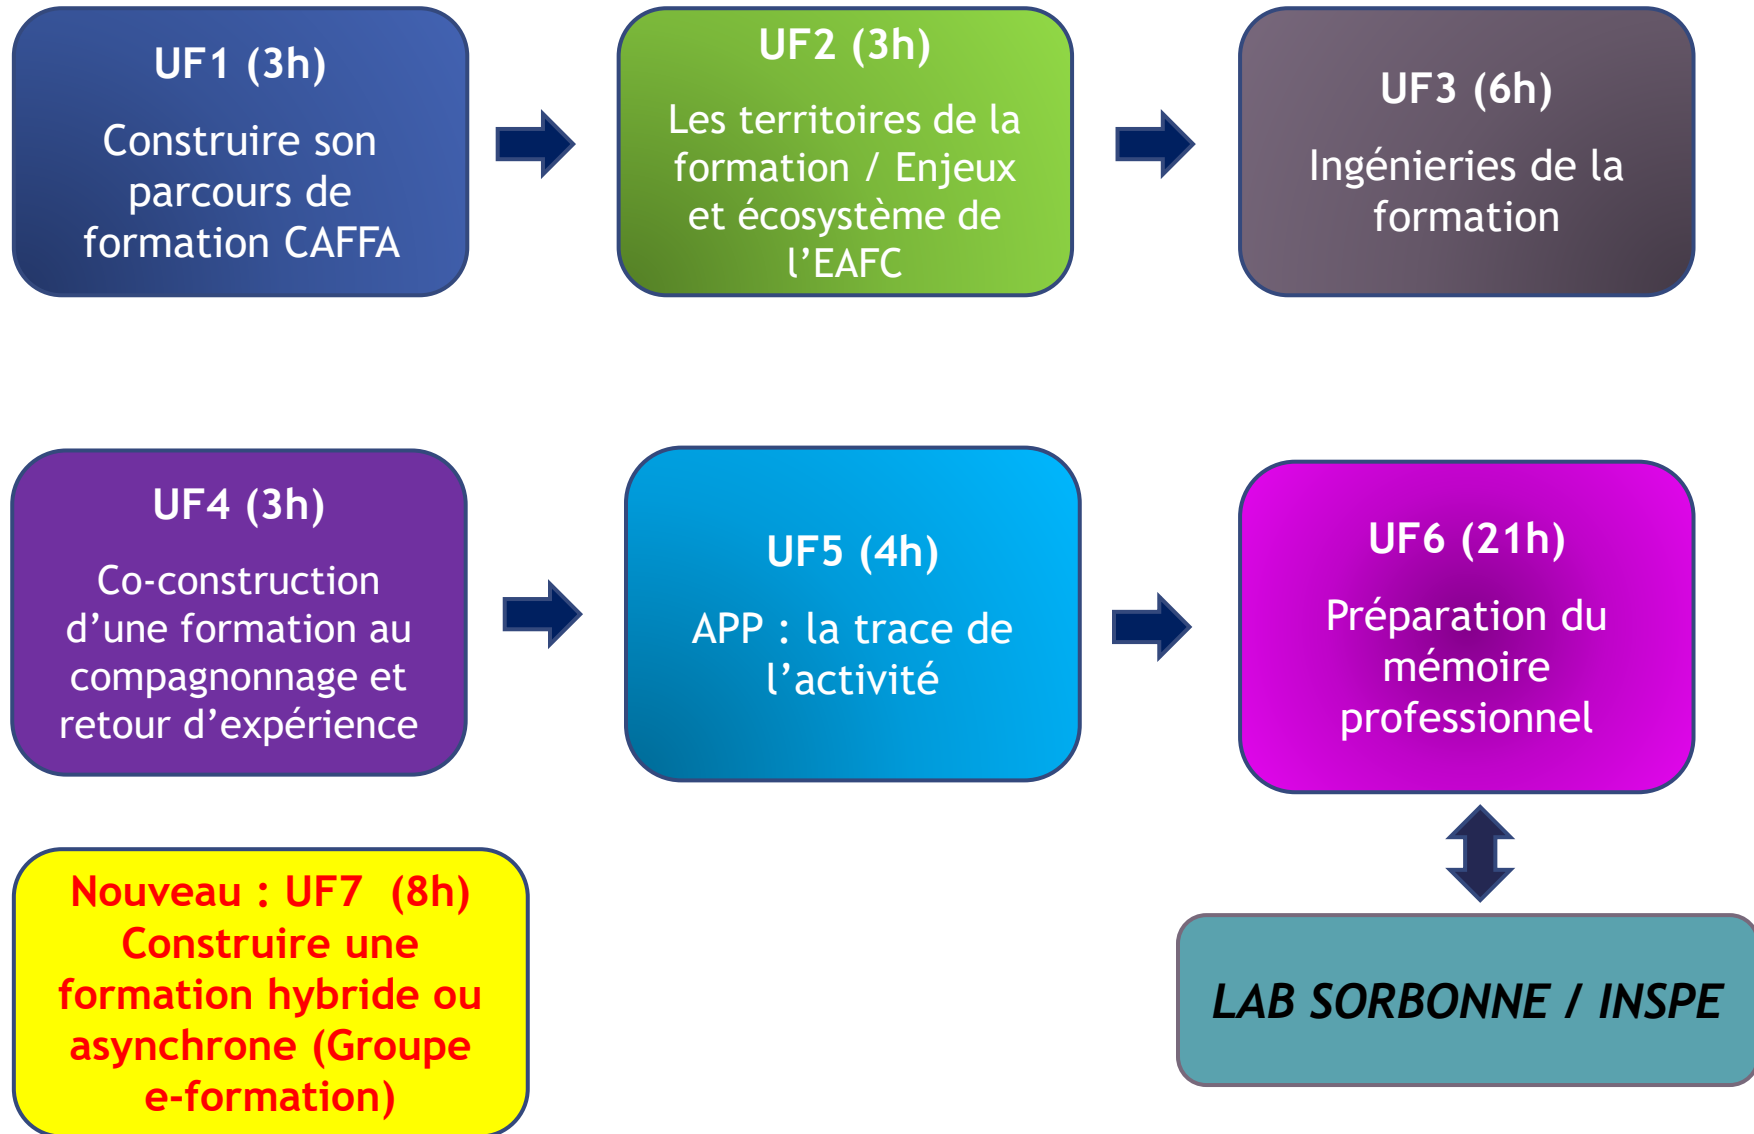 UF1 (3h)
Construire son
parcours de
formation CAFFA
UF2 (3h)
Les territoires de la
formation / Enjeux
et écosystème de
l’EAFC
UF3 (6h)
Ingénieries de la
formation
UF4 (3h)
Co-construction
d’une formation au
compagnonnage et
retour d’expérience
UF5 (4h)
APP : la trace de
l’activité
UF6 (21h)
Préparation du
mémoire
professionnel
Nouveau : UF7 (8h)
Construire une
formation hybride ou
asynchrone (Groupe
e-formation)
LAB SORBONNE / INSPE